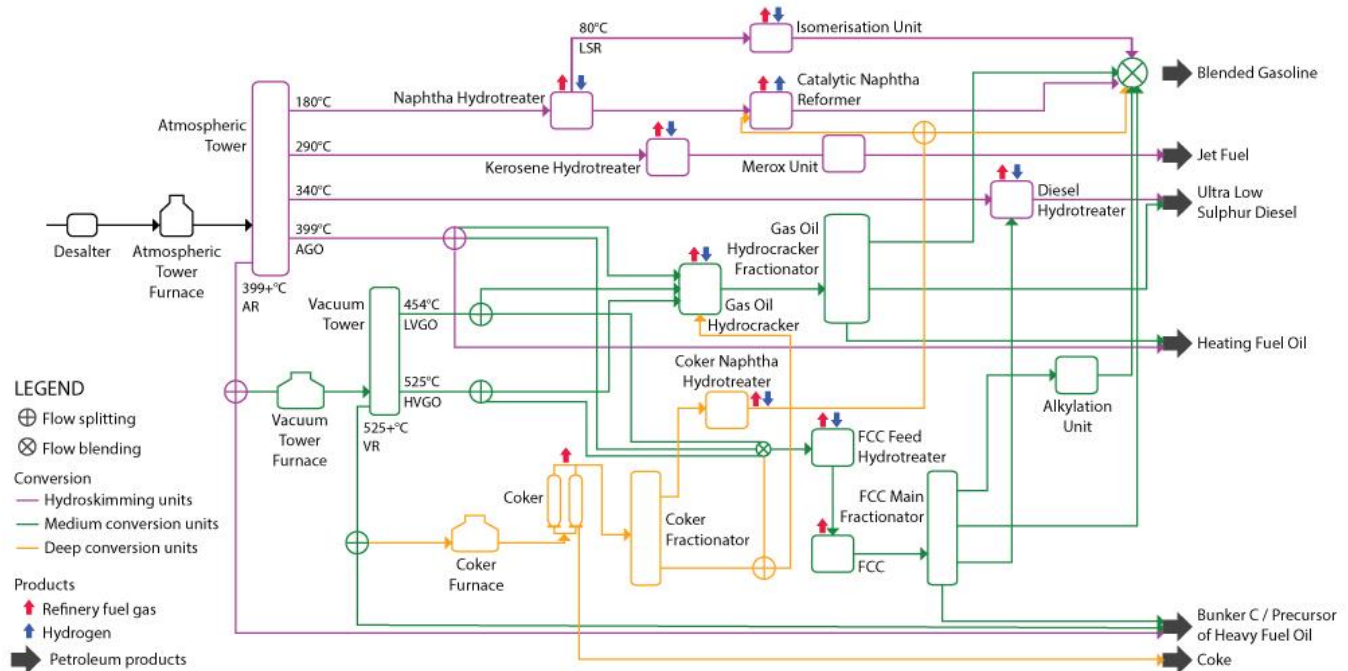 80°C
LSR
Isomerisation Unit
180°C
Naphtha Hydrotreater
Catalytic Naphtha
Reformer
Blended Gasoline
Atmospheric
Tower
290°C
Kerosene Hydrotreater
Merox Unit
Jet Fuel
340°C
Diesel
Hydrotreater
Ultra Low
Sulphur Diesel
399°C
AGO
Desalter
Atmospheric
Tower
Furnace
399+°C
AR
Gas Oil
Hydrocracker
Fractionator
Vacuum
Tower
454°C
LVGO
Gas Oil
Hydrocracker
Heating Fuel Oil
Coker Naphtha
Hydrotreater
525°C
HVGO
Alkylation
Unit
Vacuum
Tower
Furnace
525+°C
VR
FCC Feed
Hydrotreater
Coker
Coker
Fractionator
FCC Main
Fractionator
FCC
Coker
Furnace
Bunker C / Precursor
of Heavy Fuel Oil
Coke
LEGEND
Flow splitting
Flow blending
Conversion
Hydroskimming units
Medium conversion units
Deep conversion units
Products
Refinery fuel gas
Hydrogen
Petroleum products